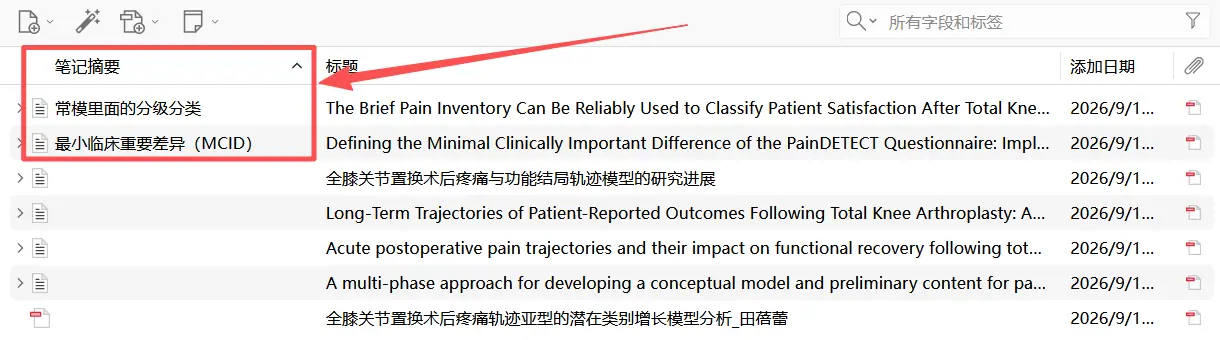 所有字段和标签
笔记摘要 标题 添加日期
常模里面的分级分类 The Brief Pain Inventory Can Be Reliably Used to Classify Patient Satisfaction After Total Kne... 2026/9/1...
最小临床重要差异（MCID） Defining the Minimal Clinically Important Difference of the PainDETECT Questionnaire: Impl... 2026/9/1...
全膝关节置换术后疼痛与功能结局轨迹模型的研究进展 2026/9/1...
Long-Term Trajectories of Patient-Reported Outcomes Following Total Knee Arthroplasty: A... 2026/9/1...
Acute postoperative pain trajectories and their impact on functional recovery following tot... 2026/9/1...
A multi-phase approach for developing a conceptual model and preliminary content for pa... 2026/9/1...
全膝关节置换术后疼痛轨迹亚型的潜在类别增长模型分析_田蓓蕾 2026/9/1...